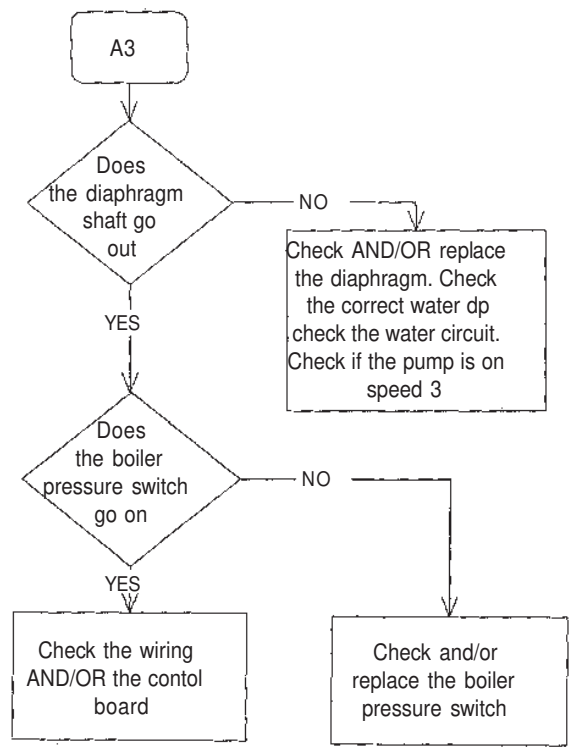 A3
Does
the diaphragm
shaft go
out
NO
Check AND/OR replace
the diaphragm. Check
the correct water dp
check the water circuit.
Check if the pump is on
speed 3
YES
Does
the boiler
pressure switch
go on
NO
YES
Check the wiring
AND/OR the contol
board
Check and/or
replace the boiler
pressure switch